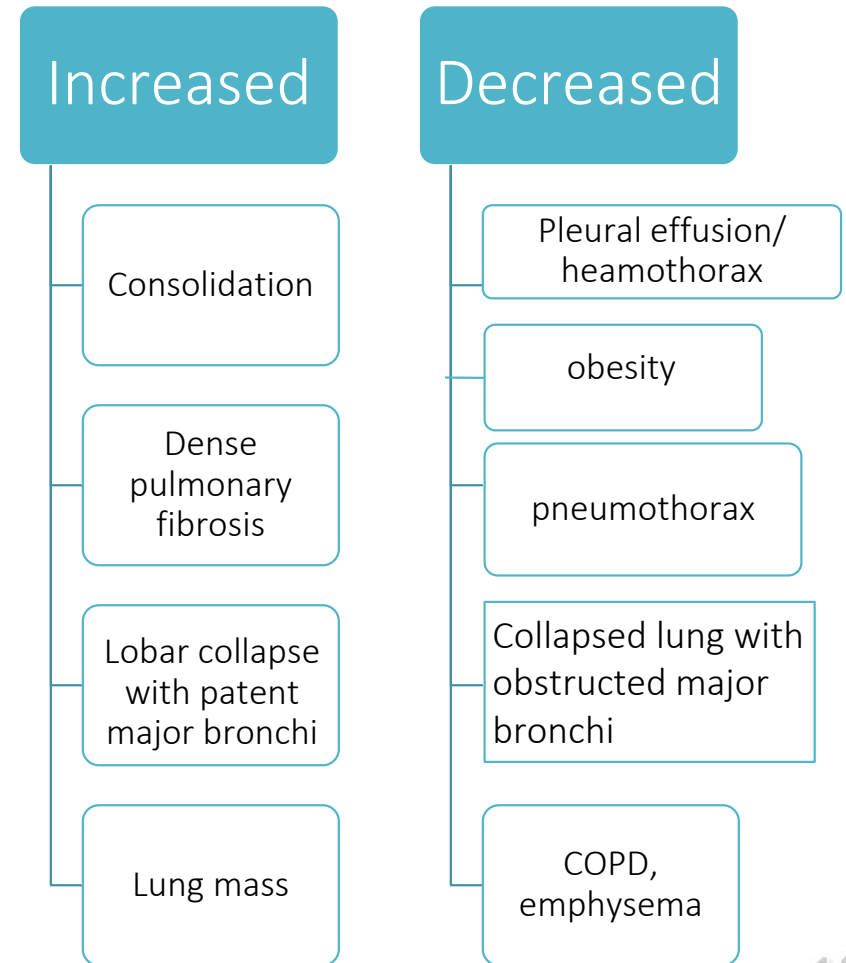 Increased
Consolidation
Dense
pulmonary
fibrosis
Lobar collapse
with patent
major bronchi
Lung mass
Decreased
Pleural effusion/
heamothorax
obesity
pneumothorax
Collapsed lung with
obstructed major
bronchi
COPD,
emphysema